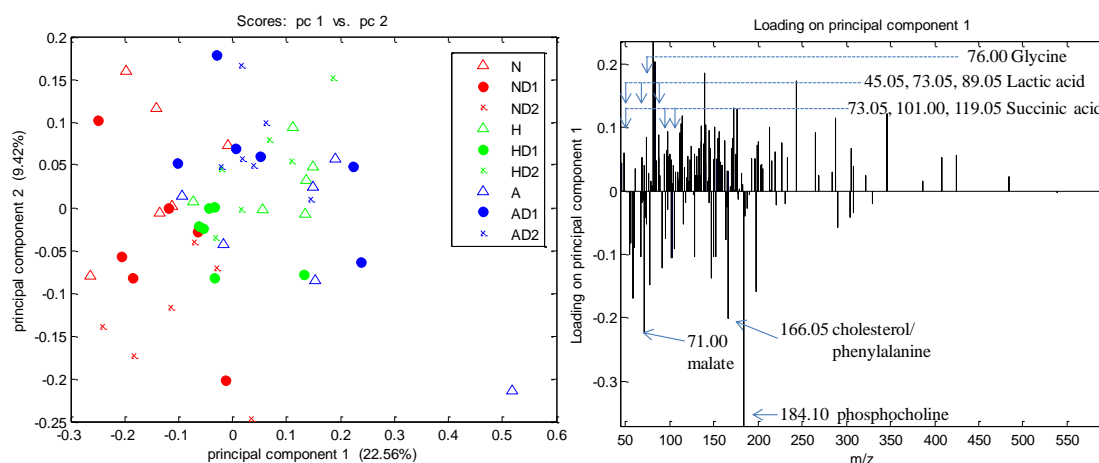 Scores: pc 1 vs. pc 2
0.2
0.15
0.1
0.05
0
-0.05
-0.1
-0.15
-0.2
-0.25
principal component 2 (9.42%)
-0.3
-0.2
-0.1
0
0.1
0.2
0.3
0.4
0.5
0.6
principal component 1 (22.56%)
N
ND1
ND2
H
HD1
HD2
A
AD1
AD2
Loading on principal component 1
0.2
0.1
0
-0.1
-0.2
-0.3
Loading on principal component 1
76.00 Glycine
45.05, 73.05, 89.05 Lactic acid
73.05, 101.00, 119.05 Succinic acid
71.00
malate
166.05 cholesterol/
phenylalanine
184.10 phosphocholine
50
100
150
200
250
300
350
400
450
500
550
m/z